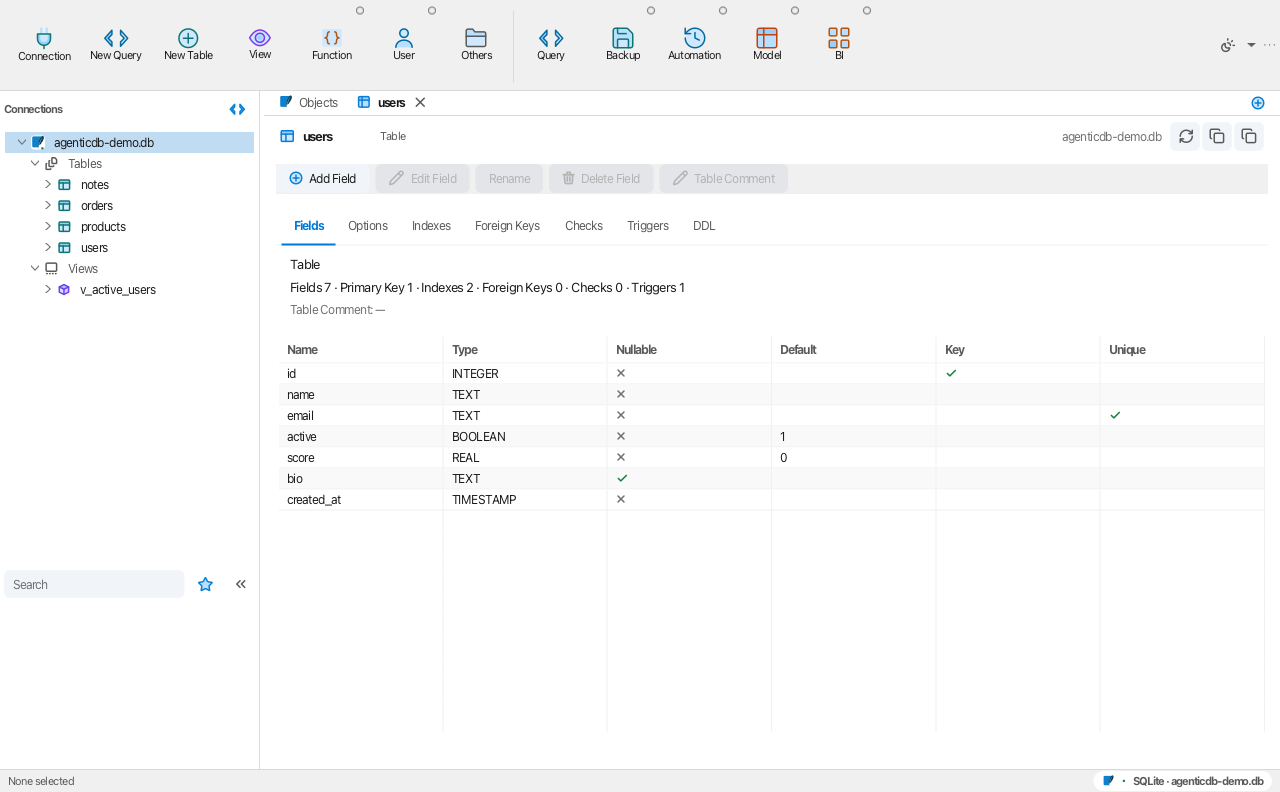 Connection
New Query
New Table
View
Function
User
Others
Query
Backup
Automation
Model
BI
Connections
agenticdb-demo.db
Tables
notes
orders
products
users
Views
v_active_users
Search
Objects
users
users
Table
agenticdb-demo.db
Add Field
Edit Field
Rename
Delete Field
Table Comment
Fields
Options
Indexes
Foreign Keys
Checks
Triggers
DDL
Table
Fields 7 · Primary Key 1 · Indexes 2 · Foreign Keys 0 · Checks 0 · Triggers 1
Table Comment: —
Name Type Nullable Default Key Unique
id INTEGER
name TEXT
email TEXT
active BOOLEAN 1
score REAL 0
bio TEXT
created_at TIMESTAMP
None selected
SQLite · agenticdb-demo.db